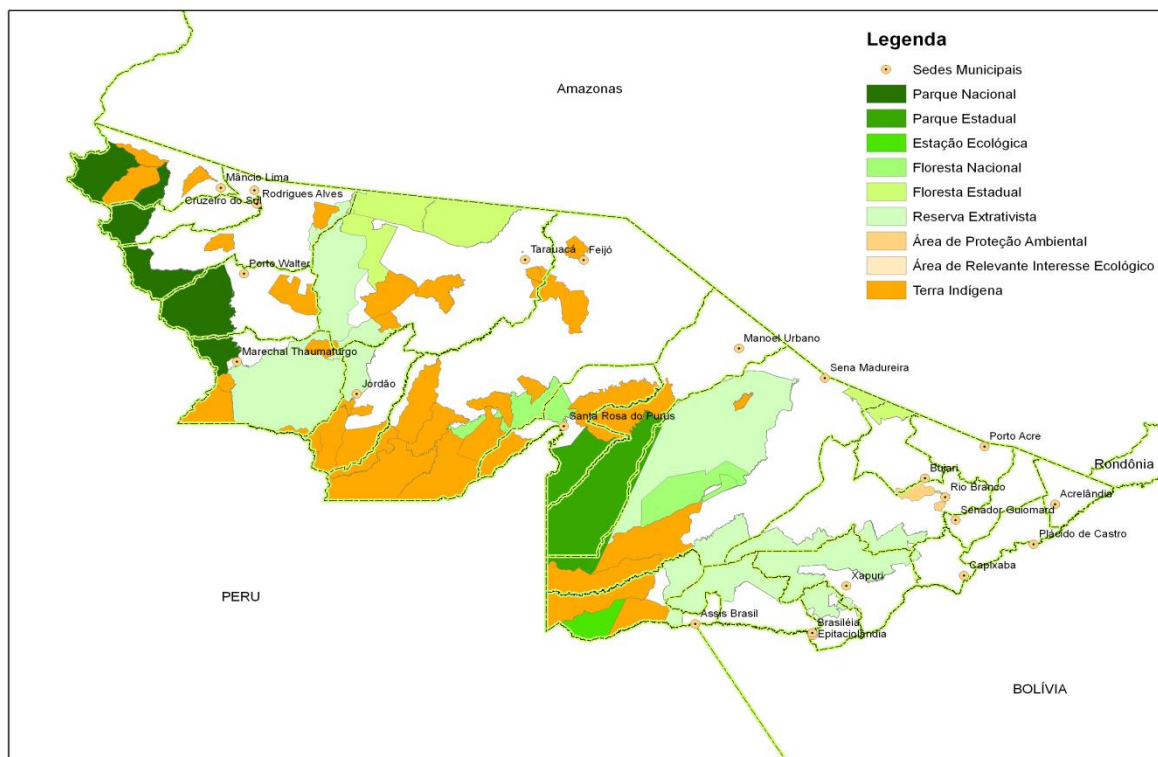 Legenda
Sedes Municipais
Parque Nacional
Parque Estadual
Estação Ecológica
Floresta Nacional
Floresta Estadual
Reserva Extrativista
Área de Proteção Ambiental
Área de Relevante Interesse Ecológico
Terra Indígena
Amazonas
Mâncio Lima
Rodrigues Alves
Cruzeiro do Sul
Tarauacá
Feijó
Porto Walter
Manoel Urbano
Marechal Thaumaturgo
Sena Madureira
Jordão
Santa Rosa do Purus
Porto Acre
Rondônia
Bujari
Rio Branco
Acrelândia
Senador Guiomard
Plácido de Castro
Capixaba
Xapuri
PERU
Assis Brasil
Brasiléia
Epitaciolândia
BOLÍVIA